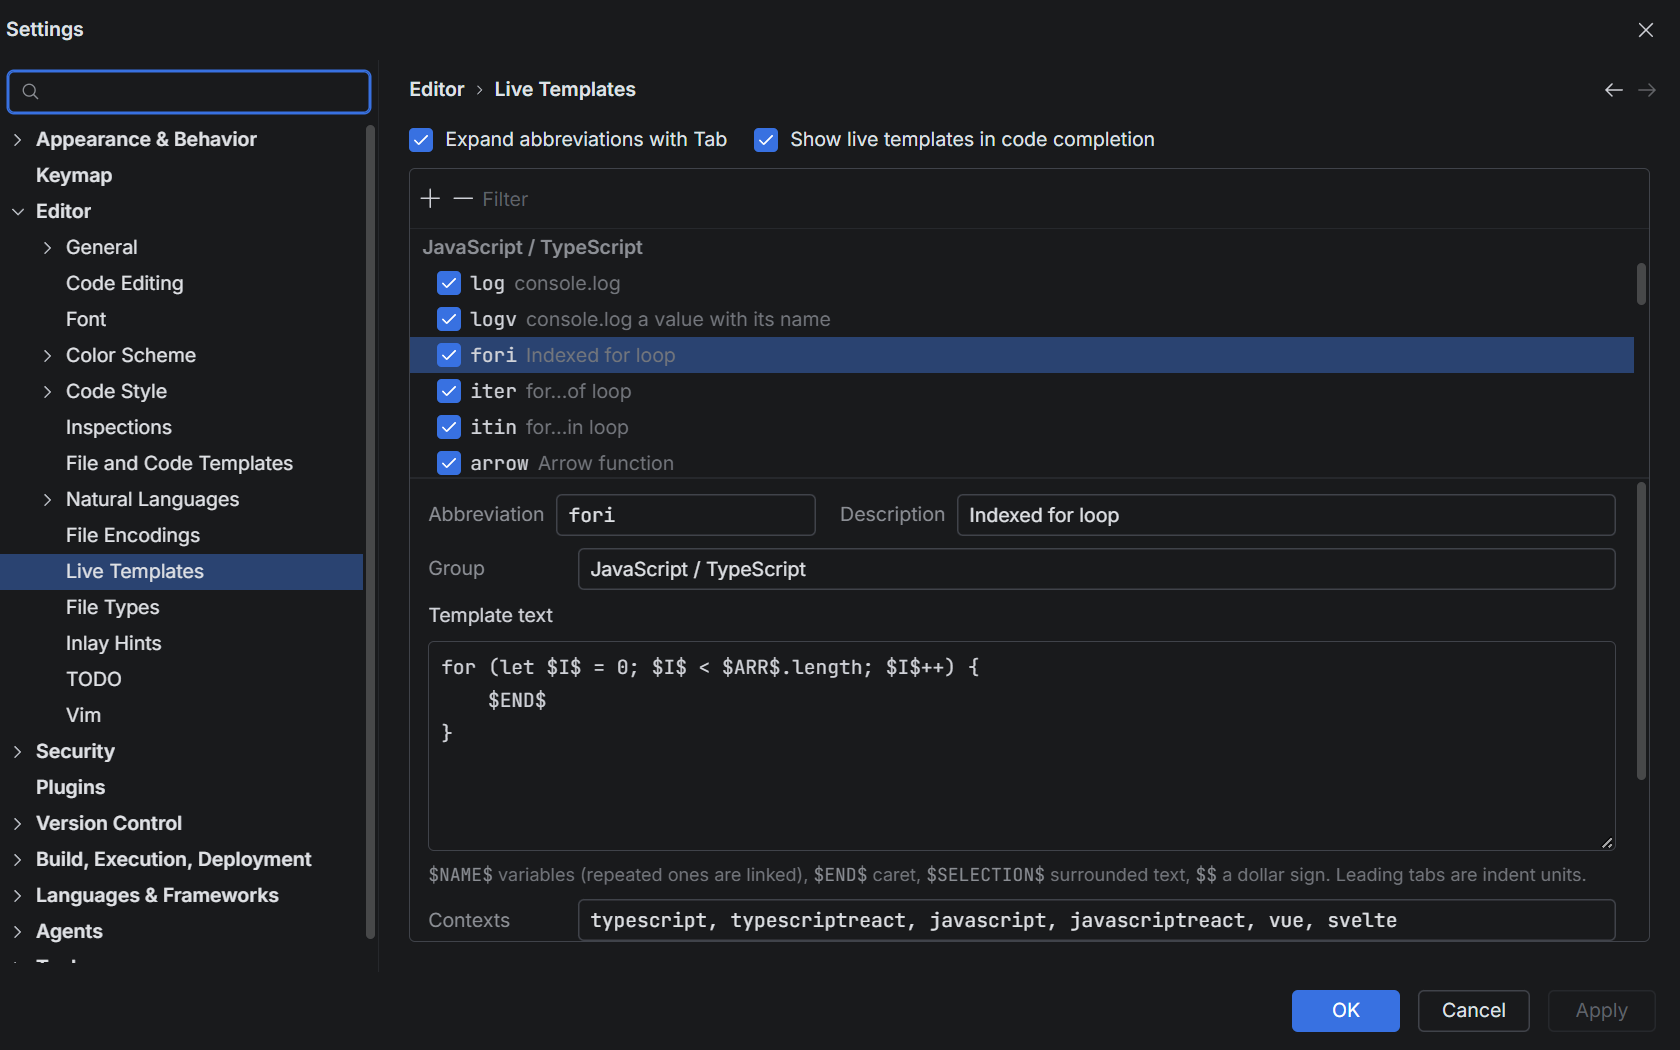 Settings
Appearance & Behavior
Keymap
Editor
General
Code Editing
Font
Color Scheme
Code Style
Inspections
File and Code Templates
Natural Languages
File Encodings
Live Templates
File Types
Inlay Hints
TODO
Vim
Security
Plugins
Version Control
Build, Execution, Deployment
Languages & Frameworks
Agents
Editor › Live Templates
Expand abbreviations with Tab
Show live templates in code completion
Filter
JavaScript / TypeScript
log console.log
logv console.log a value with its name
fori Indexed for loop
iter for...of loop
itin for...in loop
arrow Arrow function
Abbreviation fori Description Indexed for loop
Group JavaScript / TypeScript
Template text
for (let $I$ = 0; $I$ < $ARR$.length; $I$++) {
    $END$
}
$NAME$ variables (repeated ones are linked), $END$ caret, $SELECTION$ surrounded text, $$ a dollar sign. Leading tabs are indent units.
Contexts typescript, typescriptreact, javascript, javascriptreact, vue, svelte
OK Cancel Apply